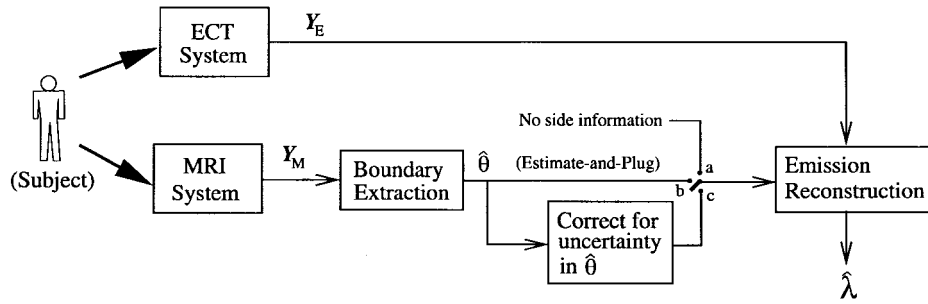 ECT
System
Y_E
(Subject)
MRI
System
Y_M
Boundary
Extraction
θ̂
(Estimate-and-Plug)
No side information
a
b
c
Correct for
uncertainty
in θ̂
Emission
Reconstruction
λ̂